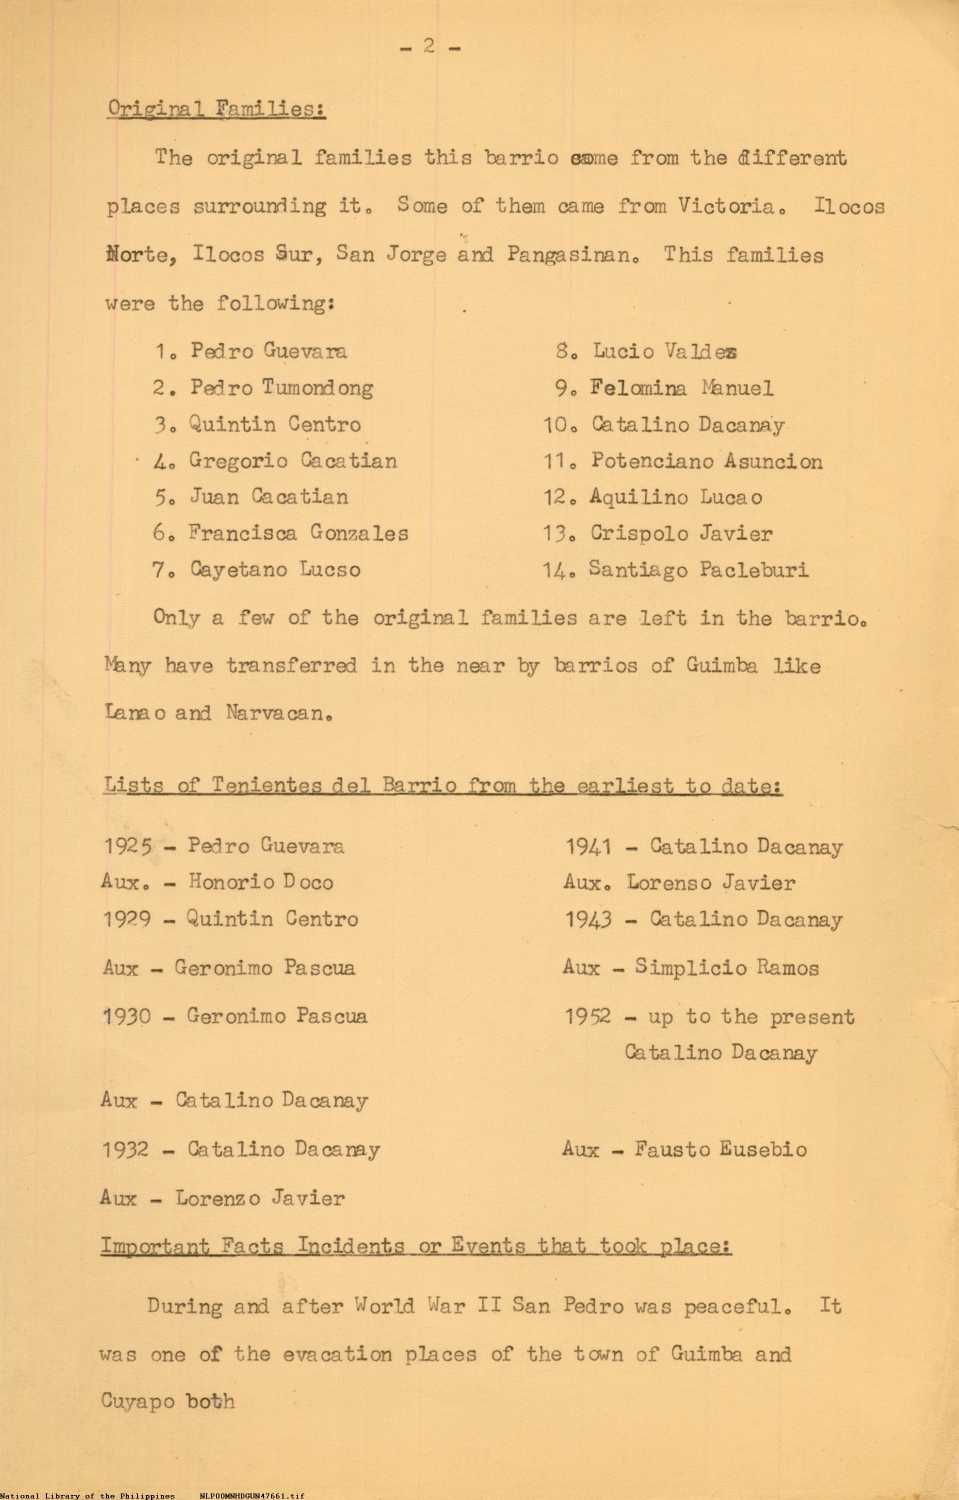 - 2 -
Original Families:
The original families this barrio come from the different
places surrounding it. Some of them came from Victoria. Ilocos
Norte, Ilocos Sur, San Jorge and Pangasinan. This families
were the following:
1. Pedro Guevara
2. Pedro Tumondong
3. Quintin Centro
4. Gregorio Cacatian
5. Juan Cacatian
6. Francisca Gonzales
7. Cayetano Lucso
8. Lucio Valdez
9. Felomina Manuel
10. Catalino Dacanay
11. Potenciano Asuncion
12. Aquilino Lucao
13. Crispolo Javier
14. Santiago Pacleburi
Only a few of the original families are left in the barrio.
Many have transferred in the near by barrios of Guimba like
Lanao and Narvacan.
Lists of Tenientes del Barrio from the earliest to date:
1925 - Pedro Guevara
Aux. - Honorio Doco
1929 - Quintin Centro
Aux - Geronimo Pascua
1930 - Geronimo Pascua
Aux - Catalino Dacanay
1932 - Catalino Dacanay
Aux - Lorenzo Javier
1941 - Catalino Dacanay
Aux. Lorenso Javier
1943 - Catalino Dacanay
Aux - Simplicio Ramos
1952 - up to the present
Catalino Dacanay
Aux - Fausto Eusebio
Important Facts Incidents or Events that took place:
During and after World War II San Pedro was peaceful. It
was one of the evacation places of the town of Guimba and
Cuyapo both
National Library of the Philippines NLP00MNHDGUN47661.tif